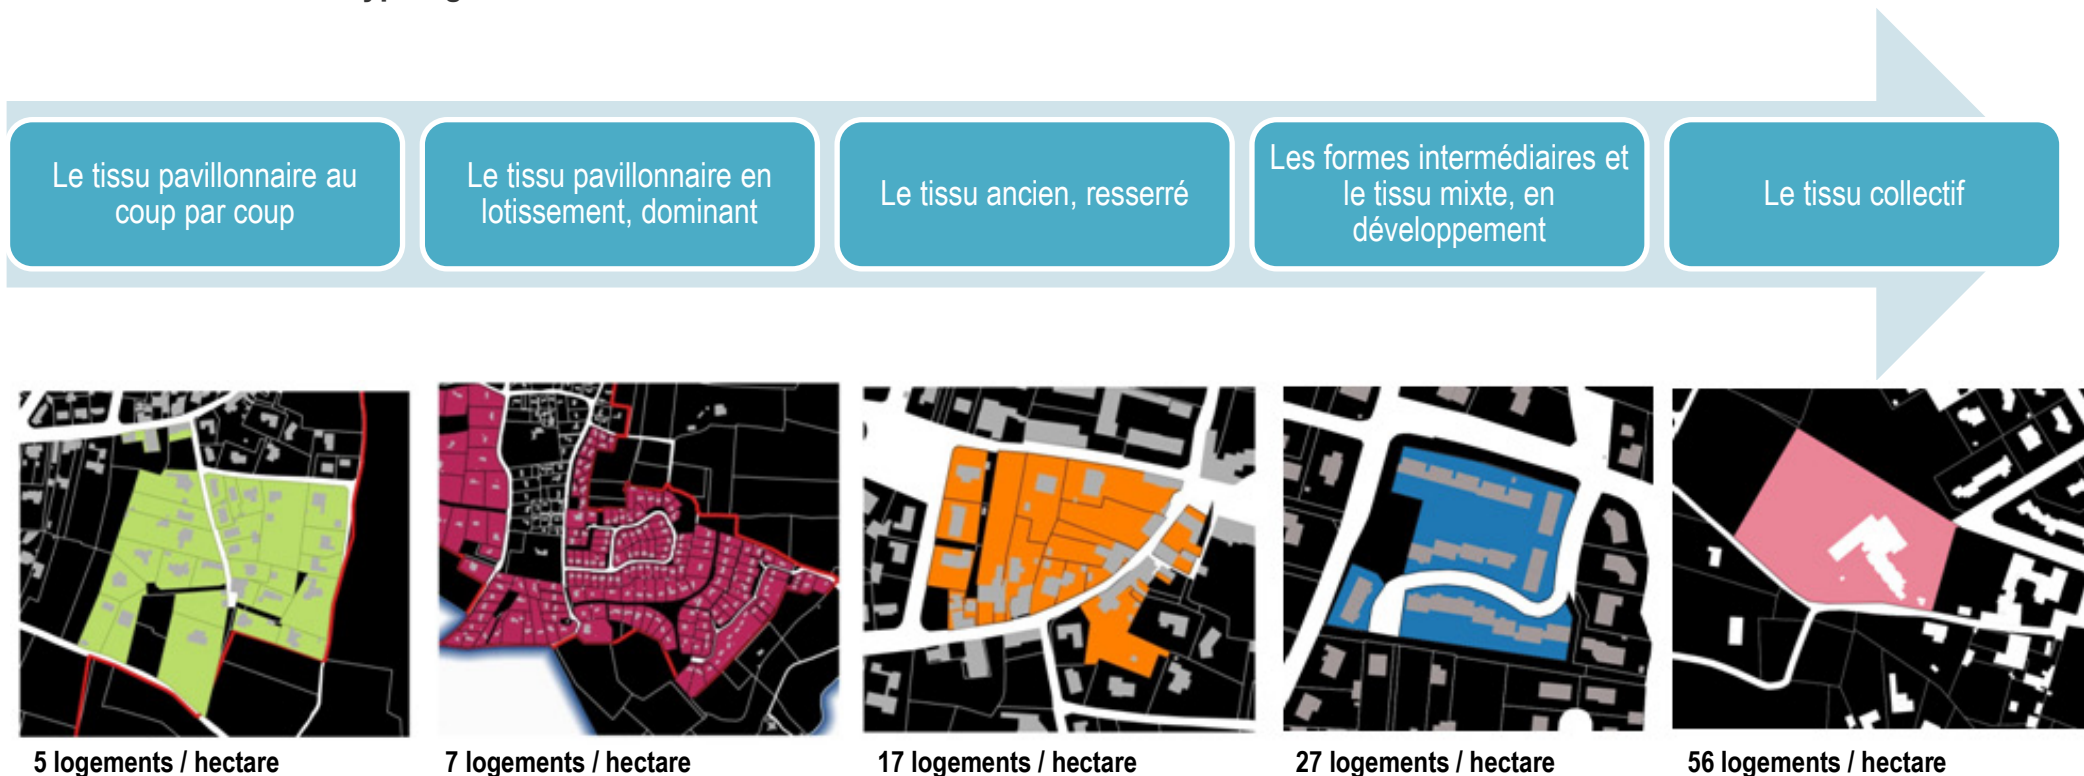 Le tissu pavillonnaire au
coup par coup
Le tissu pavillonnaire en
lotissement, dominant
Le tissu ancien, resserré
Les formes intermédiaires et
le tissu mixte, en
développement
Le tissu collectif
5 logements / hectare
7 logements / hectare
17 logements / hectare
27 logements / hectare
56 logements / hectare